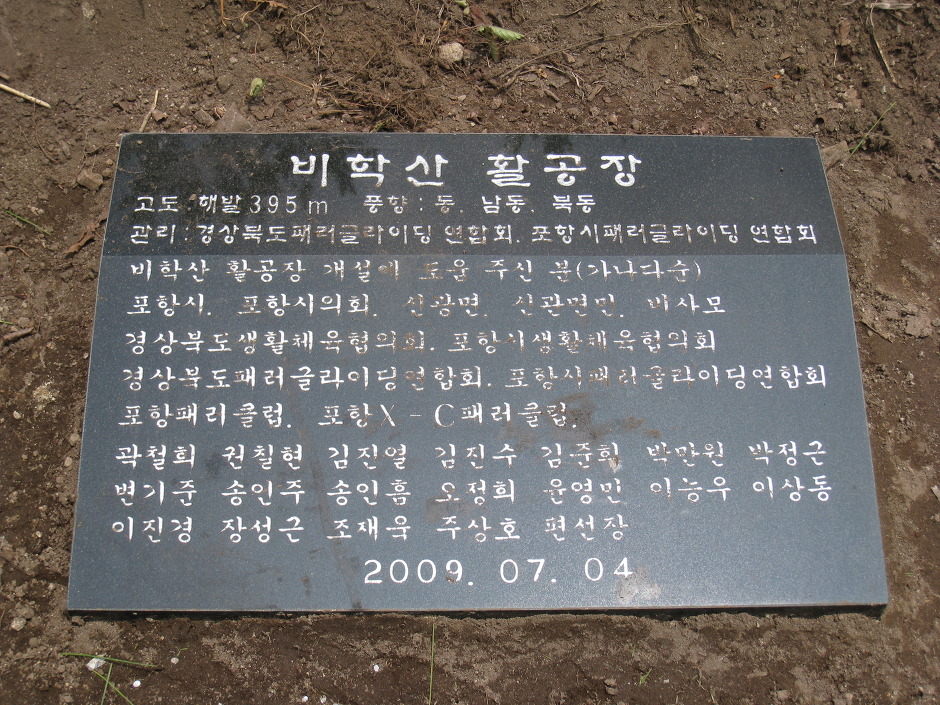 비학산 활공장
고도 : 해발 395m 풍향 : 동. 남동. 북동
관리 : 경상북도패러글라이딩 연합회. 포항시패러글라이딩 연합회
비학산 활공장 개설에 도움 주신 분(가나다순)
포항시. 포항시의회. 신광면. 신광면민. 비사모
경상북도생활체육협의회. 포항시생활체육협의회
경상북도패러글라이딩연합회. 포항시패러글라이딩연합회
포항패러클럽. 포항X-C패러클럽.
곽철희 권칠현 김진열 김진수 김준희 박만원 박정근
변기준 송인주 송인흠 오정희 윤영민 이능우 이상동
이진경 장성근 조재욱 주상호 편선장
2009. 07. 04